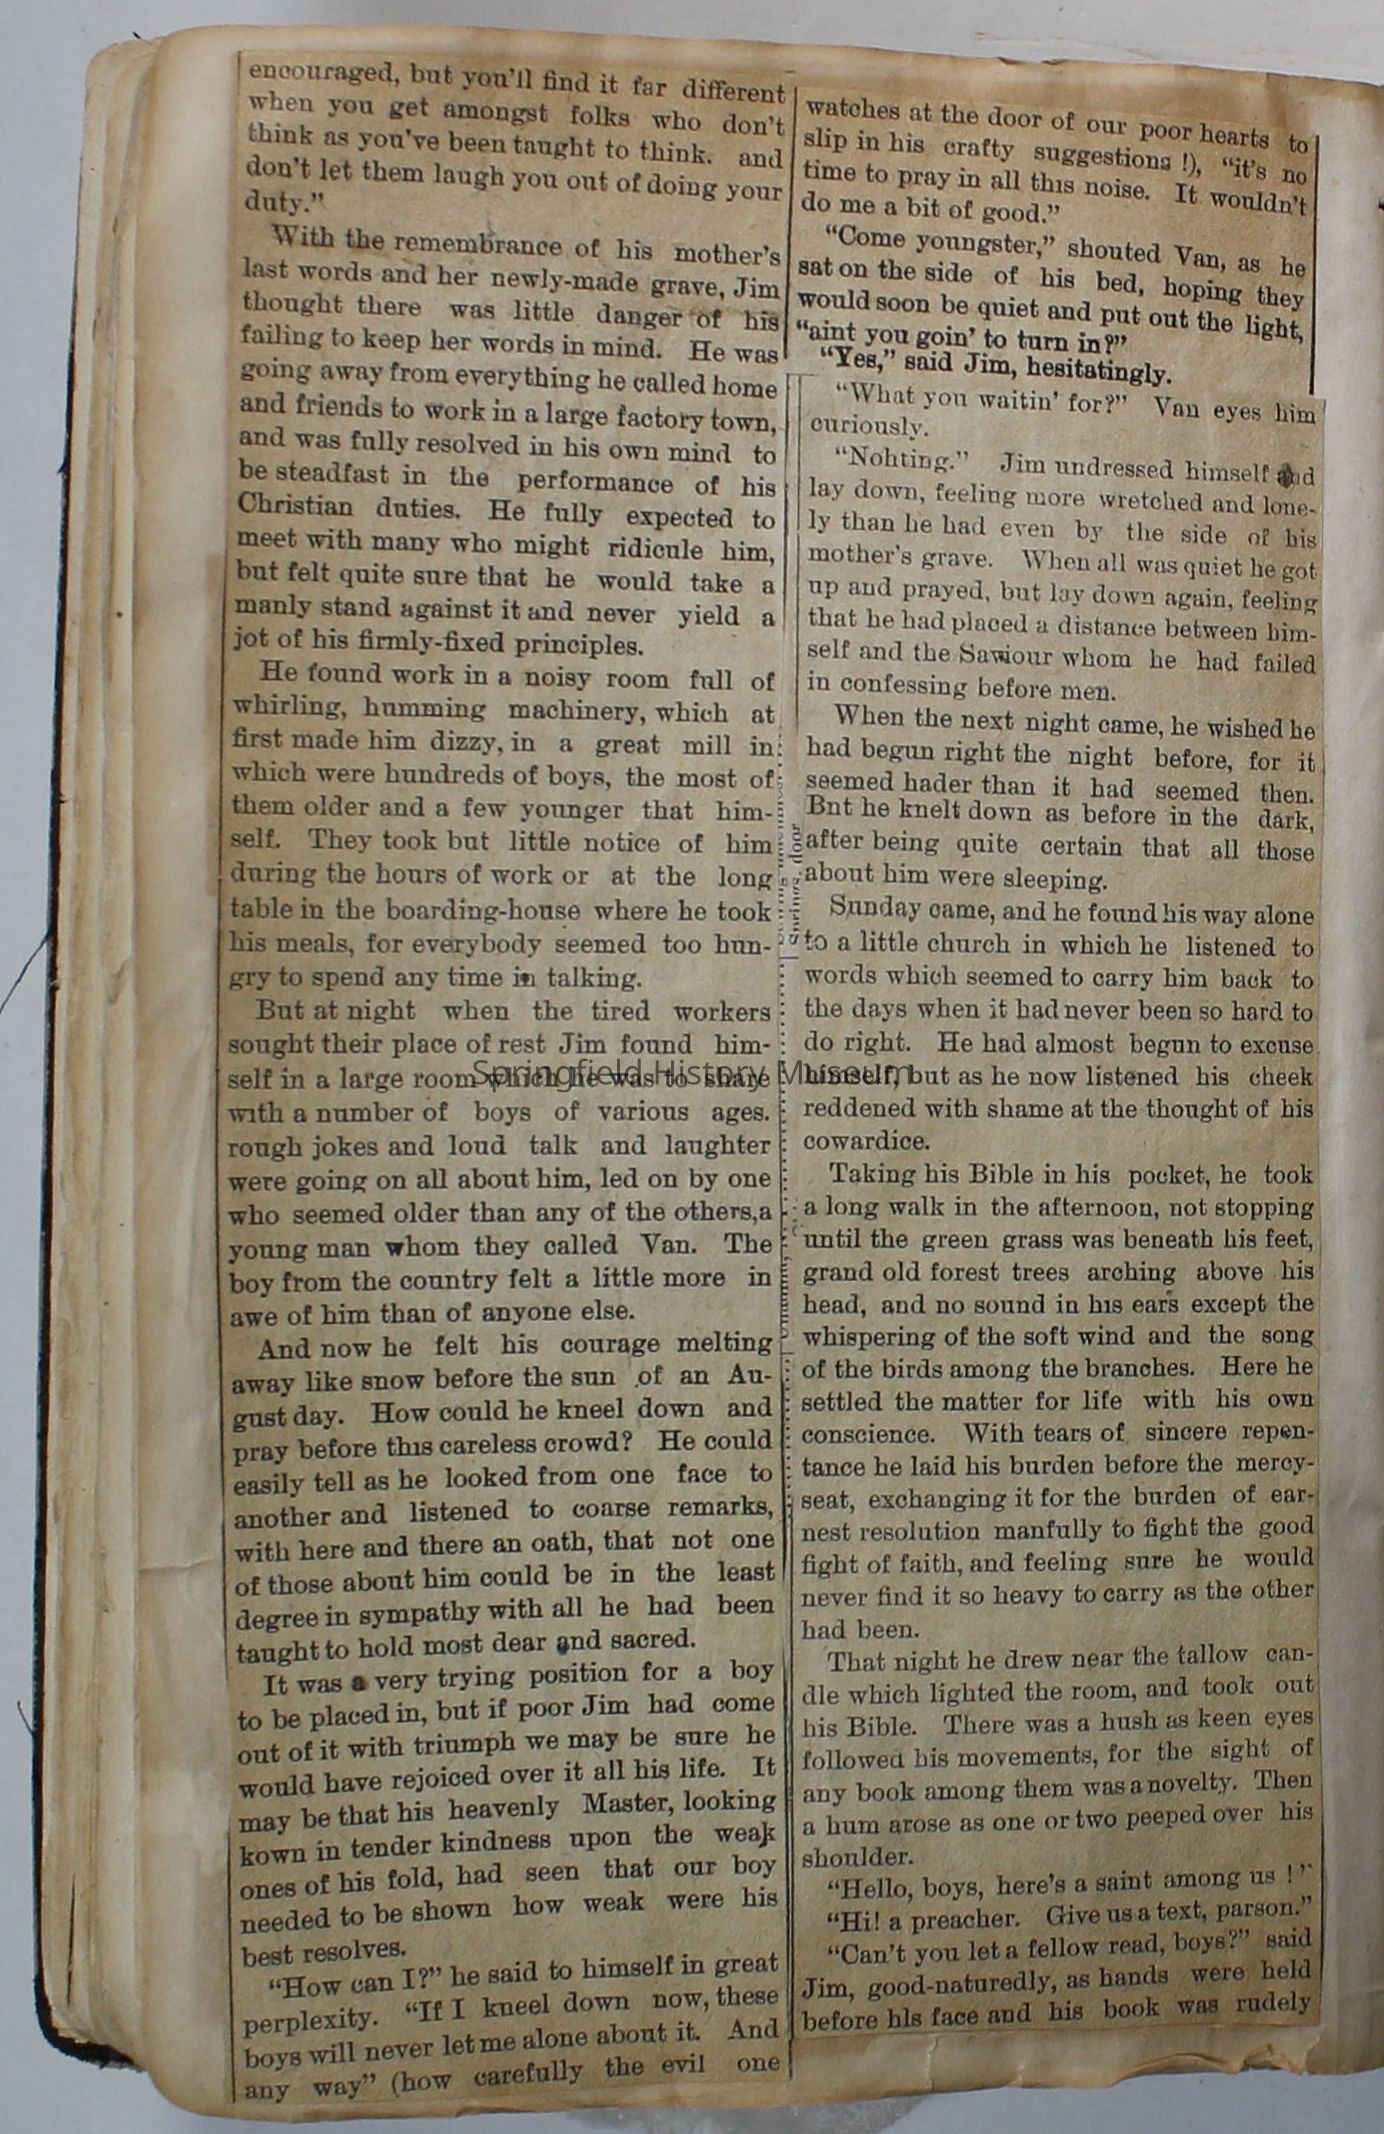 encouraged, but you'll find it far different
when you get amongst folks who don't
think as you've been taught to think. and
don't let them laugh you out of doing your
duty."
With the remembrance of his mother's
last words and her newly-made grave, Jim
thought there was little danger of his
failing to keep her words in mind. He was
going away from everything he called home
and friends to work in a large factory town,
and was fully resolved in his own mind to
be steadfast in the performance of his
Christian duties. He fully expected to
meet with many who might ridicule him,
but felt quite sure that he would take a
manly stand against it and never yield a
jot of his firmly-fixed principles.
He found work in a noisy room full of
whirling, humming machinery, which at
first made him dizzy, in a great mill in
which were hundreds of boys, the most of
them older and a few younger that him-
self. They took but little notice of him
during the hours of work or at the long
table in the boarding-house where he took
his meals, for everybody seemed too hun-
gry to spend any time in talking.
But at night when the tired workers
sought their place of rest Jim found him-
self in a large room which he was to share
with a number of boys of various ages.
rough jokes and loud talk and laughter
were going on all about him, led on by one
who seemed older than any of the others,a
young man whom they called Van. The
boy from the country felt a little more in
awe of him than of anyone else.
And now he felt his courage melting
away like snow before the sun of an Au-
gust day. How could he kneel down and
pray before this careless crowd? He could
easily tell as he looked from one face to
another and listened to coarse remarks,
with here and there an oath, that not one
of those about him could be in the least
degree in sympathy with all he had been
taught to hold most dear and sacred.
It was a very trying position for a boy
to be placed in, but if poor Jim had come
out of it with triumph we may be sure he
would have rejoiced over it all his life. It
may be that his heavenly Master, looking
kown in tender kindness upon the weak
ones of his fold, had seen that our boy
needed to be shown how weak were his
best resolves.
"How can I?" he said to himself in great
perplexity. "If I kneel down now, these
boys will never let me alone about it. And
any way" (how carefully the evil one
watches at the door of our poor hearts to
slip in his crafty suggestions!), "it's no
time to pray in all this noise. It wouldn't
do me a bit of good."
"Come youngster," shouted Van, as he
sat on the side of his bed, hoping they
would soon be quiet and put out the light,
"aint you goin' to turn in?"
"Yes," said Jim, hesitatingly.
"What you waitin' for?" Van eyes him
curiously.
"Nohting." Jim undressed himself and
lay down, feeling more wretched and lone-
ly than he had even by the side of his
mother's grave. When all was quiet he got
up and prayed, but lay down again, feeling
that he had placed a distance between him-
self and the Saviour whom he had failed
in confessing before men.
When the next night came, he wished he
had begun right the night before, for it
seemed hader than it had seemed then.
But he knelt down as before in the dark,
after being quite certain that all those
about him were sleeping.
Sunday came, and he found his way alone
to a little church in which he listened to
words which seemed to carry him back to
the days when it had never been so hard to
do right. He had almost begun to excuse
himself, but as he now listened his cheek
reddened with shame at the thought of his
cowardice.
Taking his Bible in his pocket, he took
a long walk in the afternoon, not stopping
until the green grass was beneath his feet,
grand old forest trees arching above his
head, and no sound in his ears except the
whispering of the soft wind and the song
of the birds among the branches. Here he
settled the matter for life with his own
conscience. With tears of sincere repen-
tance he laid his burden before the mercy-
seat, exchanging it for the burden of ear-
nest resolution manfully to fight the good
fight of faith, and feeling sure he would
never find it so heavy to carry as the other
had been.
That night he drew near the tallow can-
dle which lighted the room, and took out
his Bible. There was a hush as keen eyes
followed his movements, for the sight of
any book among them was a novelty. Then
a hum arose as one or two peeped over his
shoulder.
"Hello, boys, here's a saint among us!"
"Hi! a preacher. Give us a text, parson."
"Can't you let a fellow read, boys?" said
Jim, good-naturedly, as hands were held
before his face and his book was rudely
door
Springfield History Museum